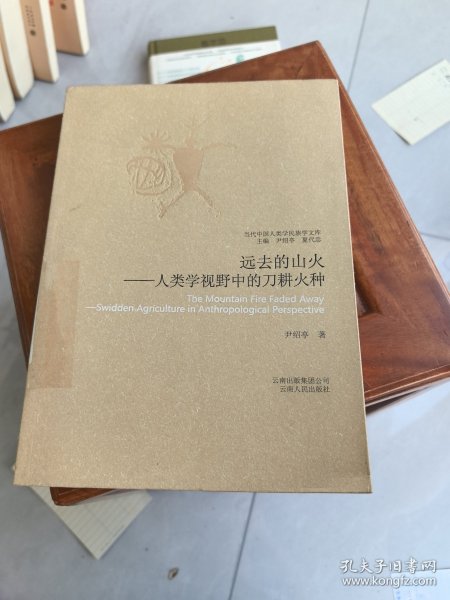 当代中国人类学民族学文库
主编 尹绍亭 夏代忠
远去的山火
——人类学视野中的刀耕火种
The Mountain Fire Faded Away
—Swidden Agriculture in Anthropological Perspective
尹绍亭 著
云南出版集团公司
云南人民出版社
孔夫子旧书网
www.kongfz.com